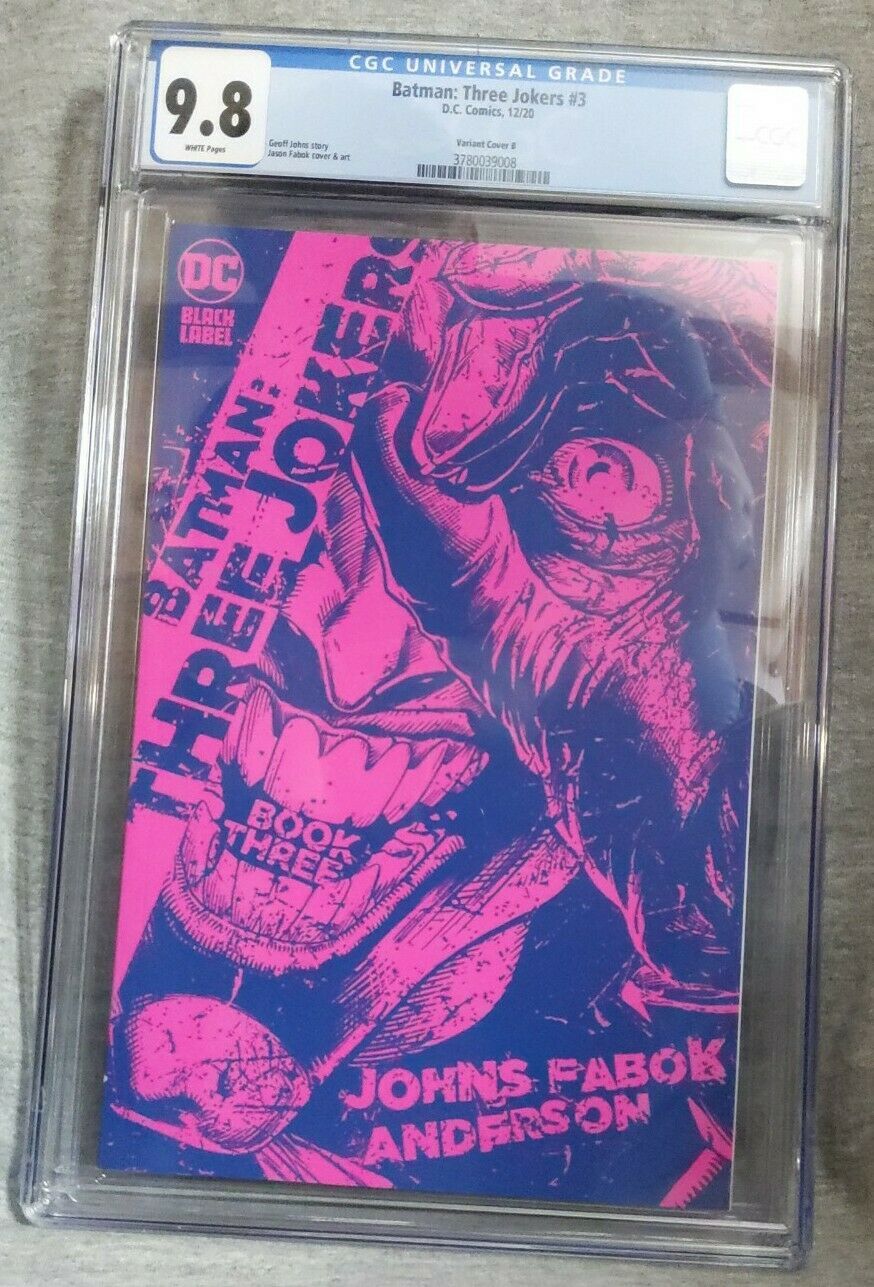 CGC UNIVERSAL GRADE
9.8
WHITE Pages
Batman: Three Jokers #3
D.C. Comics, 12/20
Geoff Johns story
Jason Fabok cover & art
Variant Cover B
3780039008
CGC
DC
BLACK
LABEL
BATMAN:
THREE JOKERS
BOOK
THREE
JOHNS FABOK
ANDERSON